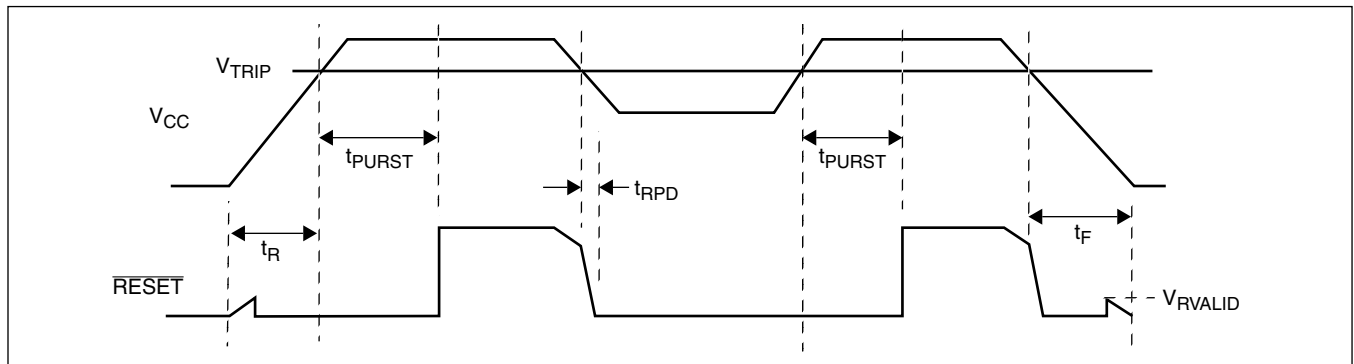 VTRIP
VCC
tPURST
tPURST
tRPD
tR
tF
RESET
VRVALID